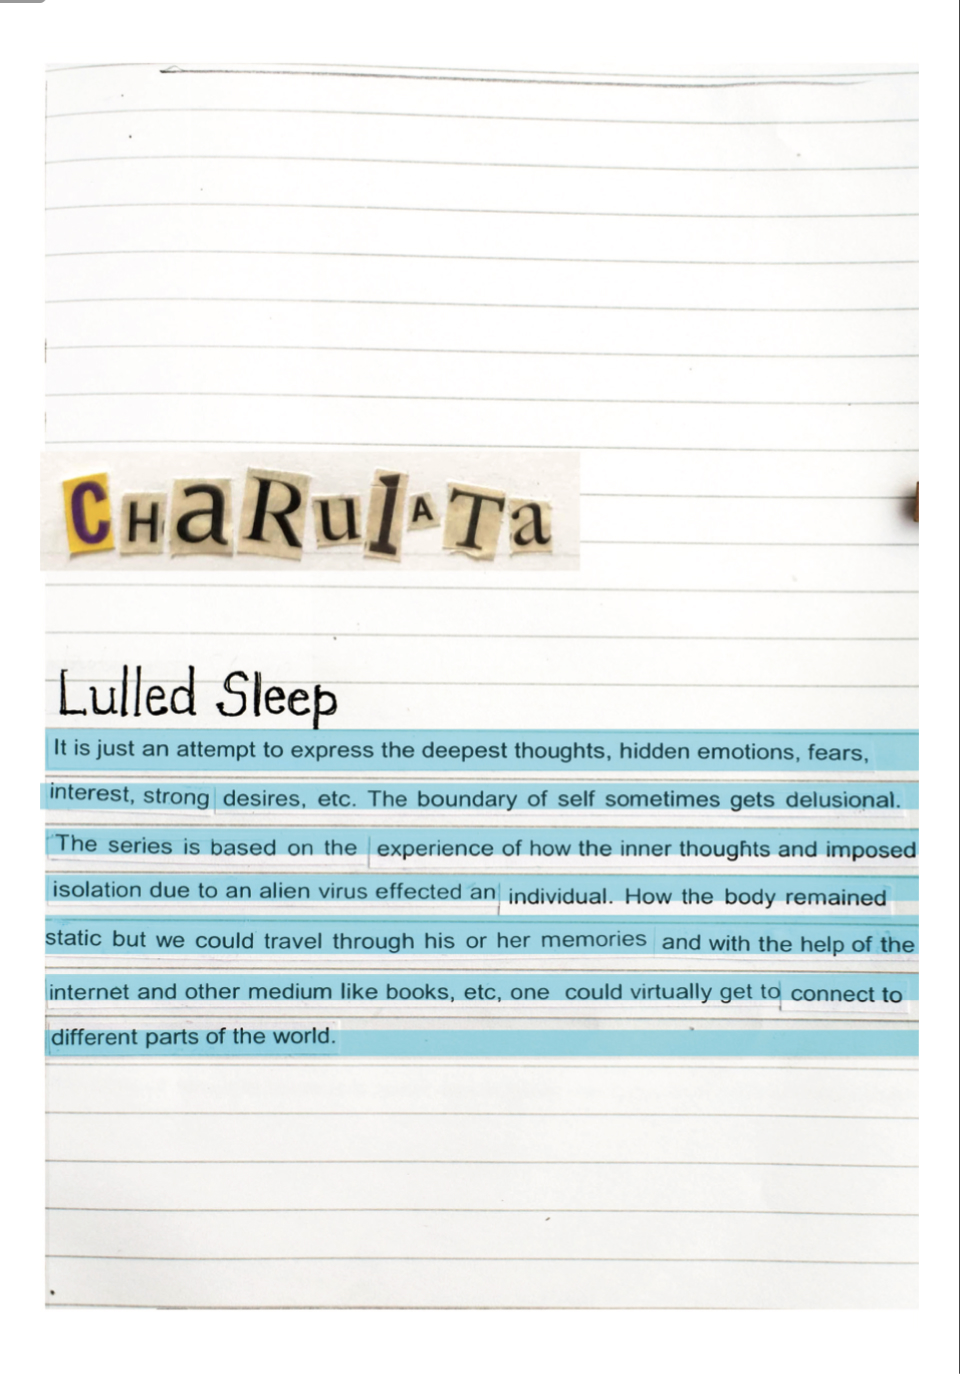 CHaRulATa
Lulled Sleep
It is just an attempt to express the deepest thoughts, hidden emotions, fears,
interest, strong desires, etc. The boundary of self sometimes gets delusional.
The series is based on the experience of how the inner thoughts and imposed
isolation due to an alien virus effected an individual. How the body remained
static but we could travel through his or her memories and with the help of the
internet and other medium like books, etc, one could virtually get to connect to
different parts of the world.